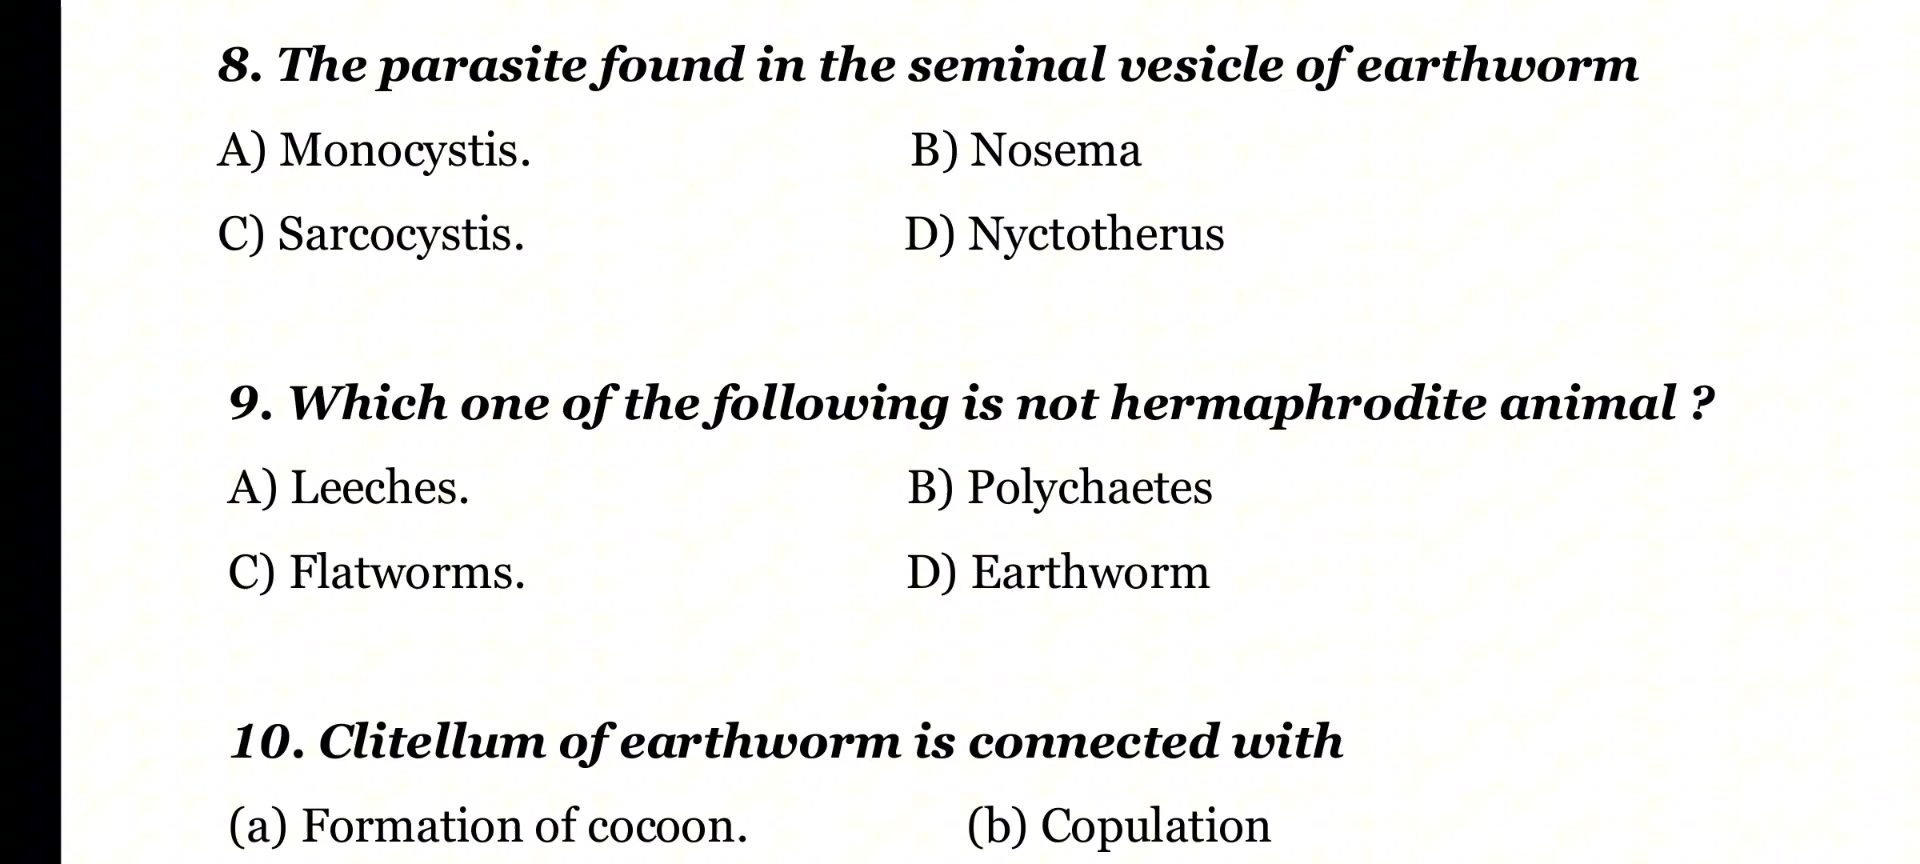 8. The parasite found in the seminal vesicle of earthworm
A) Monocystis. B) Nosema
C) Sarcocystis. D) Nyctotherus
9. Which one of the following is not hermaphrodite animal ?
A) Leeches. B) Polychaetes
C) Flatworms. D) Earthworm
10. Clitellum of earthworm is connected with
(a) Formation of cocoon. (b) Copulation